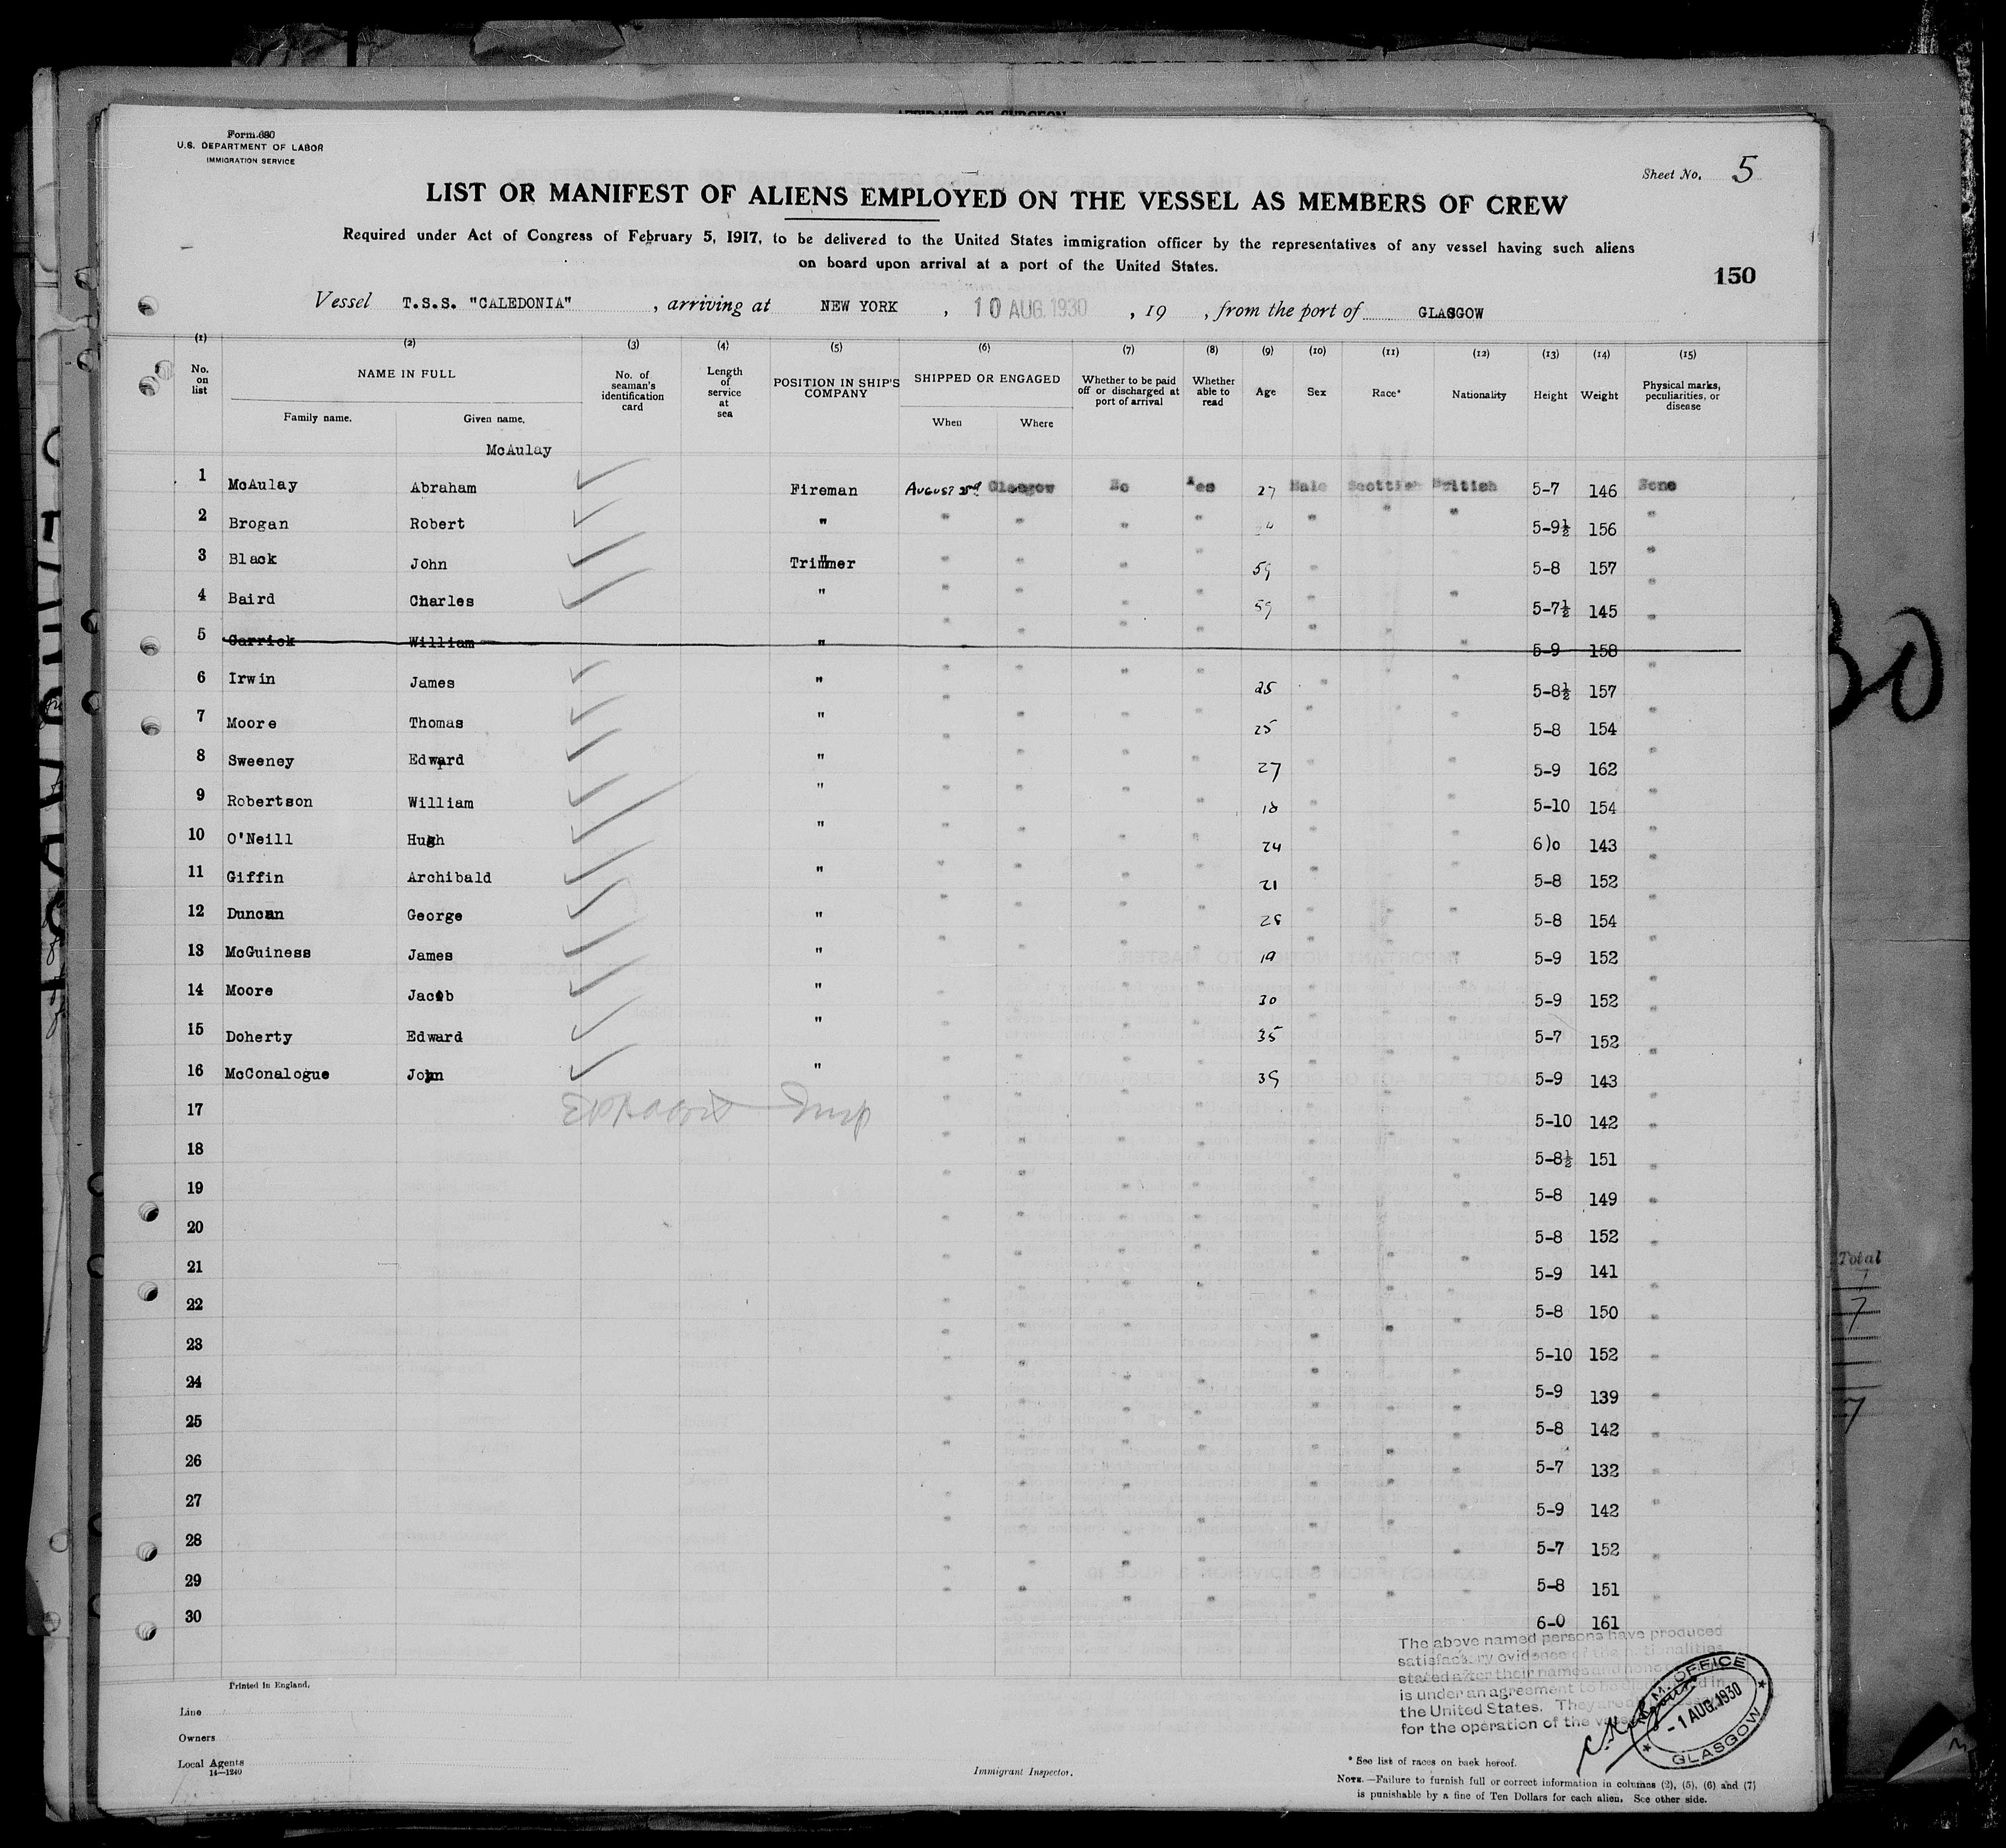 AFFIDAVIT OF SURGEON
Form 680
U.S. DEPARTMENT OF LABOR
IMMIGRATION SERVICE
Sheet No. 5
LIST OR MANIFEST OF ALIENS EMPLOYED ON THE VESSEL AS MEMBERS OF CREW
Required under Act of Congress of February 5, 1917, to be delivered to the United States immigration officer by the representatives of any vessel having such aliens
on board upon arrival at a port of the United States.
150
Vessel T.S.S. "CALEDONIA" , arriving at NEW YORK , 10 AUG. 1930 , 19 , from the port of GLASGOW
(1) (2) (3) (4) (5) (6) (7) (8) (9) (10) (11) (12) (13) (14) (15)
No. on list NAME IN FULL Family name. Given name. No. of seaman's identification card Length of service at sea POSITION IN SHIP'S COMPANY SHIPPED OR ENGAGED When Where Whether to be paid off or discharged at port of arrival Whether able to read Age Sex Race* Nationality Height Weight Physical marks, peculiarities, or disease
McAulay
1 McAulay Abraham Fireman August 2nd Glasgow No Yes 27 Male Scottish British 5-7 146 None
2 Brogan Robert " " " " " " " " 5-9½ 156 "
3 Black John Trimmer " " " " 59 " 5-8 157 "
4 Baird Charles " " " " " 59 " " 5-7½ 145 "
5 Carrick William " " " " " " " " 5-9 158
6 Irwin James " " " " " 25 " " 5-8½ 157 "
7 Moore Thomas " " " " " 25 " " 5-8 154 "
8 Sweeney Edward " " " " " 27 " " 5-9 162 "
9 Robertson William " " " " " 18 " " 5-10 154 "
10 O'Neill Hugh " " " " " 24 " " 6)0 143 "
11 Giffin Archibald " " " " " 21 " " 5-8 152 "
12 Duncan George " " " " " 28 " " 5-8 154 "
13 McGuiness James " " " " " 19 " " 5-9 152 "
14 Moore Jacob " " " " " 30 " " 5-9 152 "
15 Doherty Edward " " " " " 35 " " 5-7 152 "
16 McConalogue John " " " " " 39 " " 5-9 143 "
17 " " " " " " " 5-10 142 "
18 " " " " " " " 5-8½ 151 "
19 " " " " " " " 5-8 149 "
20 " " " " " " " 5-8 152 "
21 " " " " " " " 5-9 141 "
22 " " " " " " " 5-8 150 "
23 " " " " " " " 5-10 152 "
24 " " " " " " " 5-9 139 "
25 " " " " " " " 5-8 142 "
26 " " " " " " " 5-7 132 "
27 " " " " " " " 5-9 142 "
28 " " " " " " " 5-7 152 "
29 " " " " " " " 5-8 151 "
30 6-0 161
The above named persons have produced
satisfactory evidence of the nationalities
stated after their names and none
is under an agreement to be in
the United States. They are
for the operation of the vessel
M. OFFICE
-1 AUG. 1930
GLASGOW
Printed in England.
Line
Owners
Local Agents
14—1240
Immigrant Inspector.
* See list of races on back hereof.
NOTE.—Failure to furnish full or correct information in columns (2), (5), (6) and (7)
is punishable by a fine of Ten Dollars for each alien. See other side.
Total
7
7